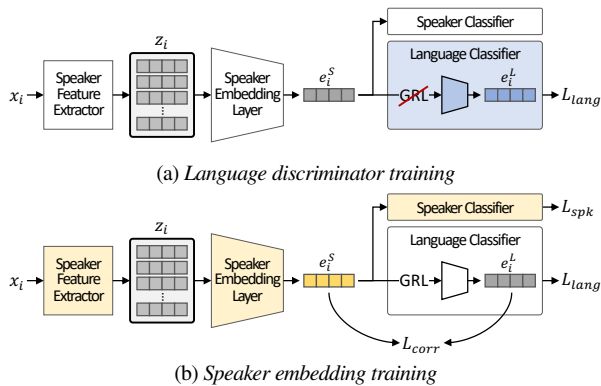 Speaker Classifier
Language Classifier
z_i
x_i
Speaker
Feature
Extractor
⋮
Speaker
Embedding
Layer
e_i^S
GRL
e_i^L
L_lang
(a) Language discriminator training
Speaker Classifier
L_spk
Language Classifier
z_i
x_i
Speaker
Feature
Extractor
⋮
Speaker
Embedding
Layer
e_i^S
GRL
e_i^L
L_lang
L_corr
(b) Speaker embedding training